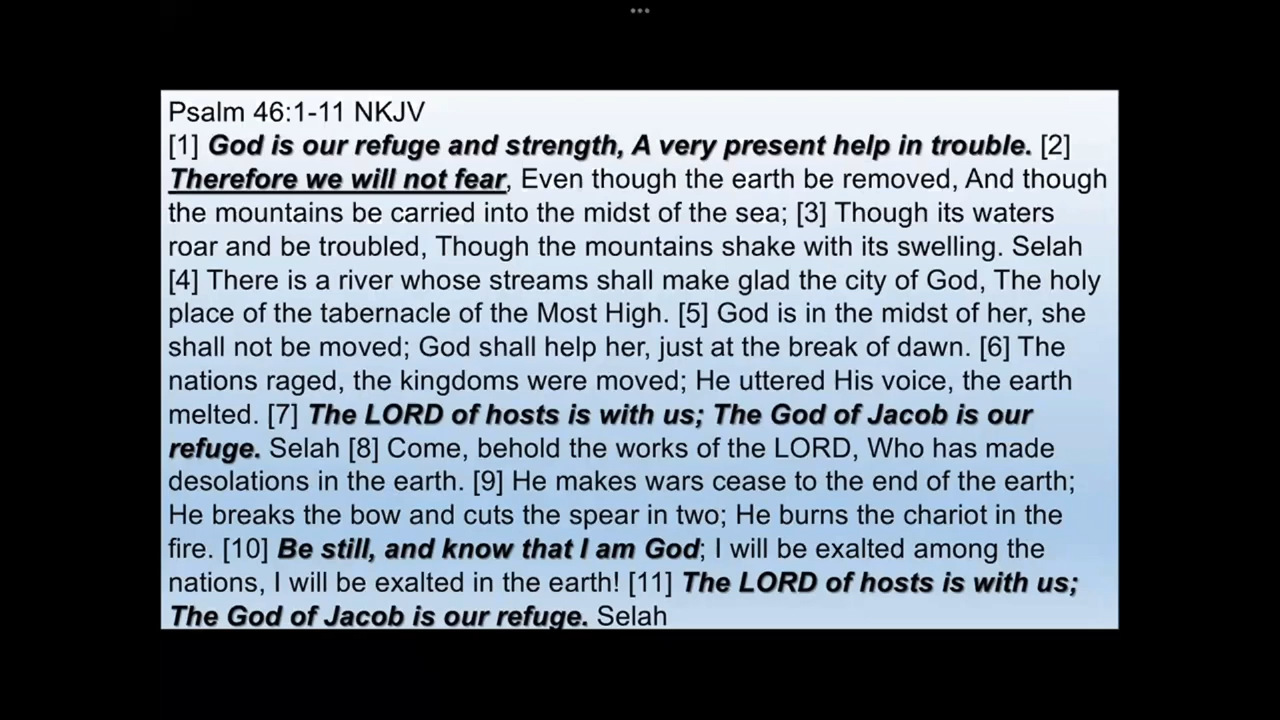 Psalm 46:1-11 NKJV
[1] God is our refuge and strength, A very present help in trouble. [2]
Therefore we will not fear, Even though the earth be removed, And though
the mountains be carried into the midst of the sea; [3] Though its waters
roar and be troubled, Though the mountains shake with its swelling. Selah
[4] There is a river whose streams shall make glad the city of God, The holy
place of the tabernacle of the Most High. [5] God is in the midst of her, she
shall not be moved; God shall help her, just at the break of dawn. [6] The
nations raged, the kingdoms were moved; He uttered His voice, the earth
melted. [7] The LORD of hosts is with us; The God of Jacob is our
refuge. Selah [8] Come, behold the works of the LORD, Who has made
desolations in the earth. [9] He makes wars cease to the end of the earth;
He breaks the bow and cuts the spear in two; He burns the chariot in the
fire. [10] Be still, and know that I am God; I will be exalted among the
nations, I will be exalted in the earth! [11] The LORD of hosts is with us;
The God of Jacob is our refuge. Selah